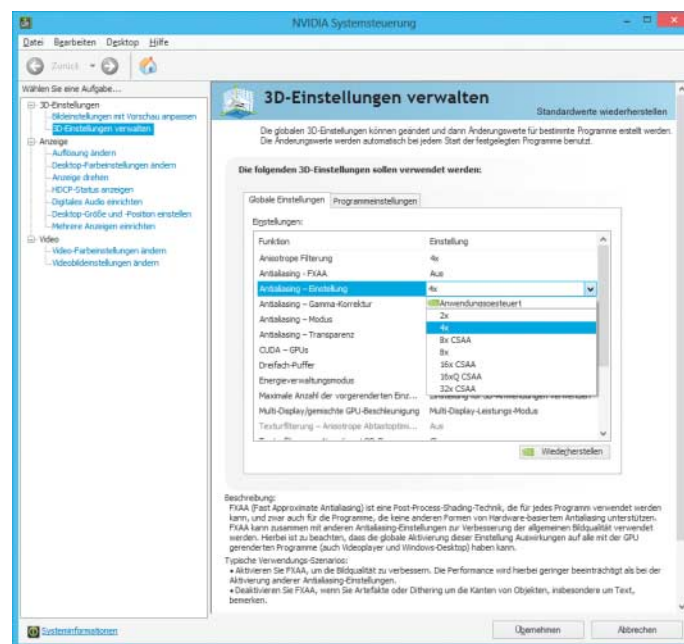 NVIDIA Systemsteuerung
Datei Bearbeiten Desktop Hilfe
Zurück
Wählen Sie eine Aufgabe...
3D-Einstellungen
Bildeinstellungen mit Vorschau anpassen
3D-Einstellungen verwalten
Anzeige
Auflösung ändern
Desktop-Farbeinstellungen ändern
Anzeige drehen
HDCP-Status anzeigen
Digitales Audio einrichten
Desktop-Größe und -Position einstellen
Mehrere Anzeigen einrichten
Video
Video-Farbeinstellungen ändern
Videobildeinstellungen ändern
Systeminformationen
3D-Einstellungen verwalten
Standardwerte wiederherstellen
Die globalen 3D-Einstellungen können geändert und dann Änderungswerte für bestimmte Programme erstellt werden.
Die Änderungswerte werden automatisch bei jedem Start der festgelegten Programme benutzt.
Die folgenden 3D-Einstellungen sollen verwendet werden:
Globale Einstellungen Programmeinstellungen
Einstellungen:
Funktion Einstellung
Anisotrope Filterung 4x
Antialiasing - FXAA Aus
Antialiasing – Einstellung 4x
Antialiasing – Gamma-Korrektur
Antialiasing – Modus
Antialiasing – Transparenz
CUDA – GPUs
Dreifach-Puffer
Energieverwaltungsmodus
Maximale Anzahl der vorgerenderten Einz...
Multi-Display/gemischte GPU-Beschleunigung Multi-Display-Leistungs-Modus
Texturfilterung – Anisotrope Abtastoptimi... Aus
Anwendungsgesteuert
2x
4x
8x CSAA
8x
16x CSAA
16xQ CSAA
32x CSAA
Wiederherstellen
Beschreibung:
FXAA (Fast Approximate Antialiasing) ist eine Post-Process-Shading-Technik, die für jedes Programm verwendet werden
kann, und zwar auch für die Programme, die keine anderen Formen von Hardware-basiertem Antialiasing unterstützen.
FXAA kann zusammen mit anderen Antialiasing-Einstellungen zur Verbesserung der allgemeinen Bildqualität verwendet
werden. Hierbei ist zu beachten, dass die globale Aktivierung dieser Einstellung Auswirkungen auf alle mit der GPU
gerenderten Programme (auch Videoplayer und Windows-Desktop) haben kann.
Typische Verwendungs-Szenarios:
• Aktivieren Sie FXAA, um die Bildqualität zu verbessern. Die Performance wird hierbei geringer beeinträchtigt als bei der
Aktivierung anderer Antialiasing-Einstellungen.
• Deaktivieren Sie FXAA, wenn Sie Artefakte oder Dithering um die Kanten von Objekten, insbesondere um Text,
bemerken.
Übernehmen Abbrechen